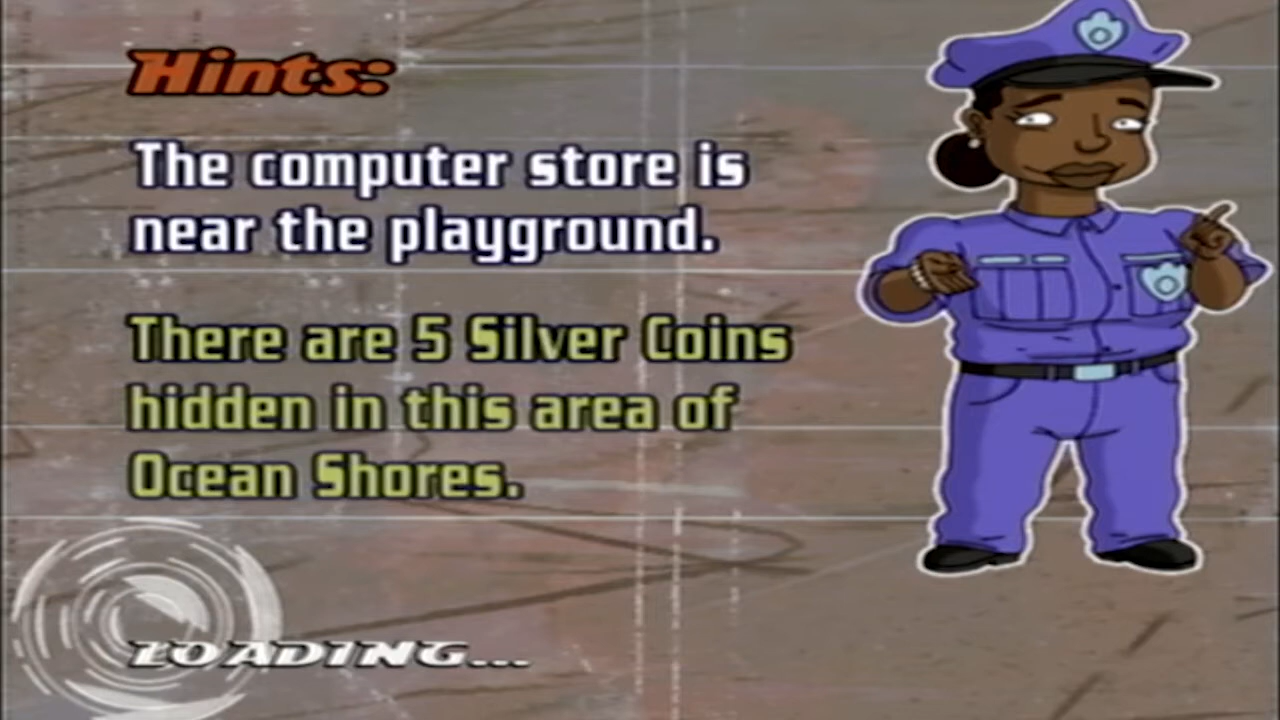 Hints:
The computer store is
near the playground.
There are 5 Silver Coins
hidden in this area of
Ocean Shores.
LOADING...